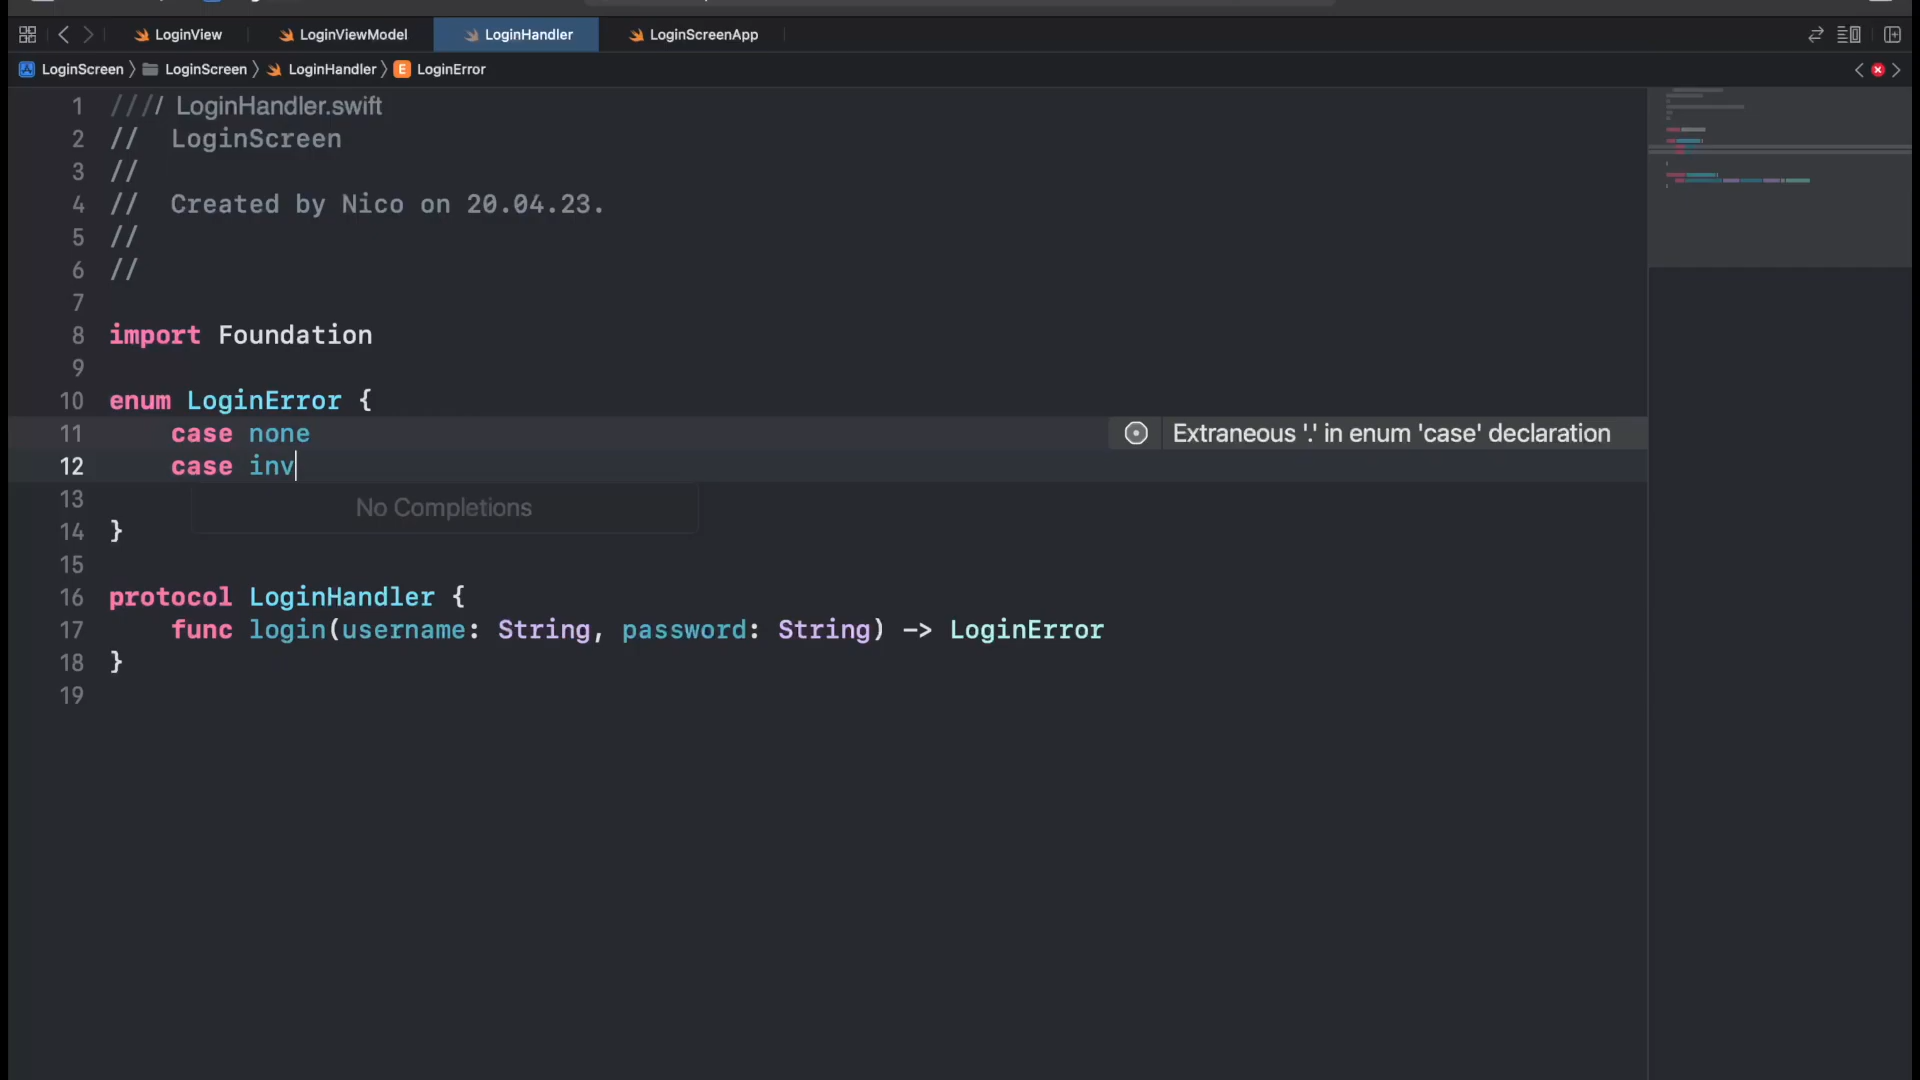 LoginView LoginViewModel LoginHandler LoginScreenApp
LoginScreen LoginScreen LoginHandler E LoginError
1 //// LoginHandler.swift
2 // LoginScreen
3 //
4 // Created by Nico on 20.04.23.
5 //
6 //
7
8 import Foundation
9
10 enum LoginError {
11 case none Extraneous '.' in enum 'case' declaration
12 case inv
13 No Completions
14 }
15
16 protocol LoginHandler {
17 func login(username: String, password: String) -> LoginError
18 }
19